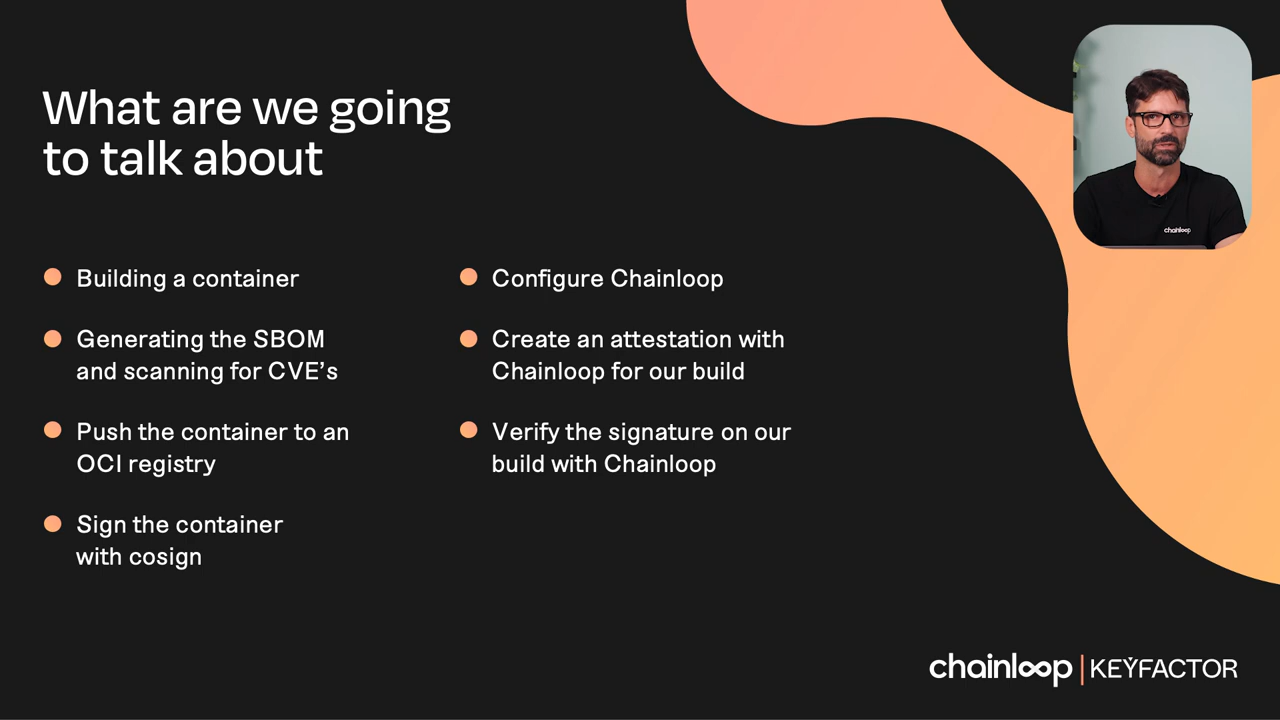 What are we going
to talk about
Building a container
Generating the SBOM
and scanning for CVE's
Push the container to an
OCI registry
Sign the container
with cosign
Configure Chainloop
Create an attestation with
Chainloop for our build
Verify the signature on our
build with Chainloop
chainloop
chainloop | KEYFACTOR